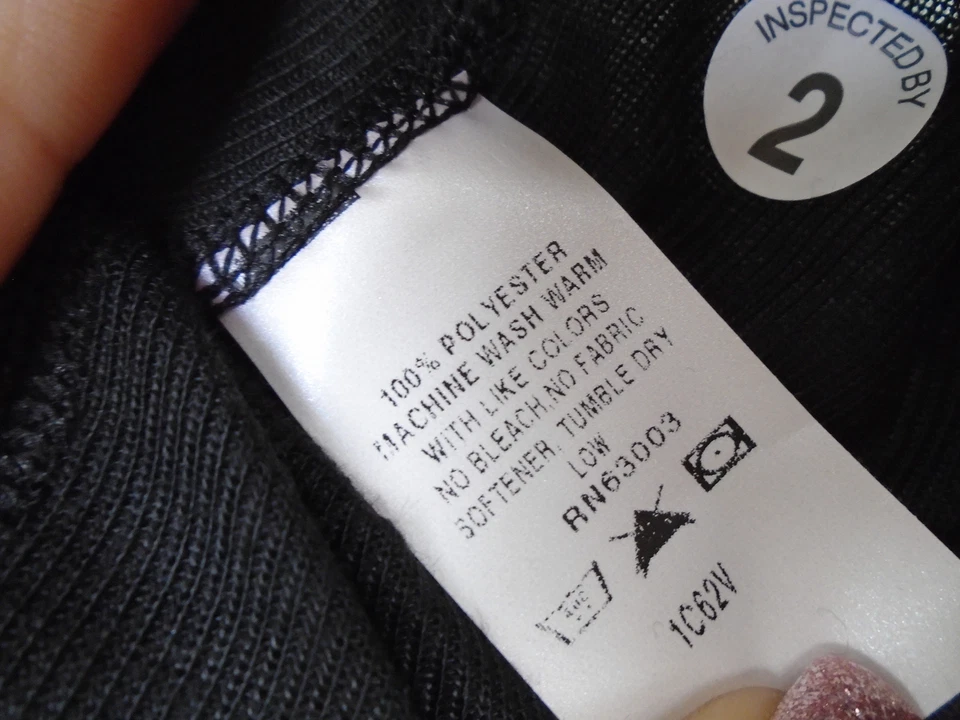 INSPECTED BY
2
100% POLYESTER
MACHINE WASH WARM
WITH LIKE COLORS
NO BLEACH,NO FABRIC
SOFTENER, TUMBLE DRY
LOW
RN63003
1C62V